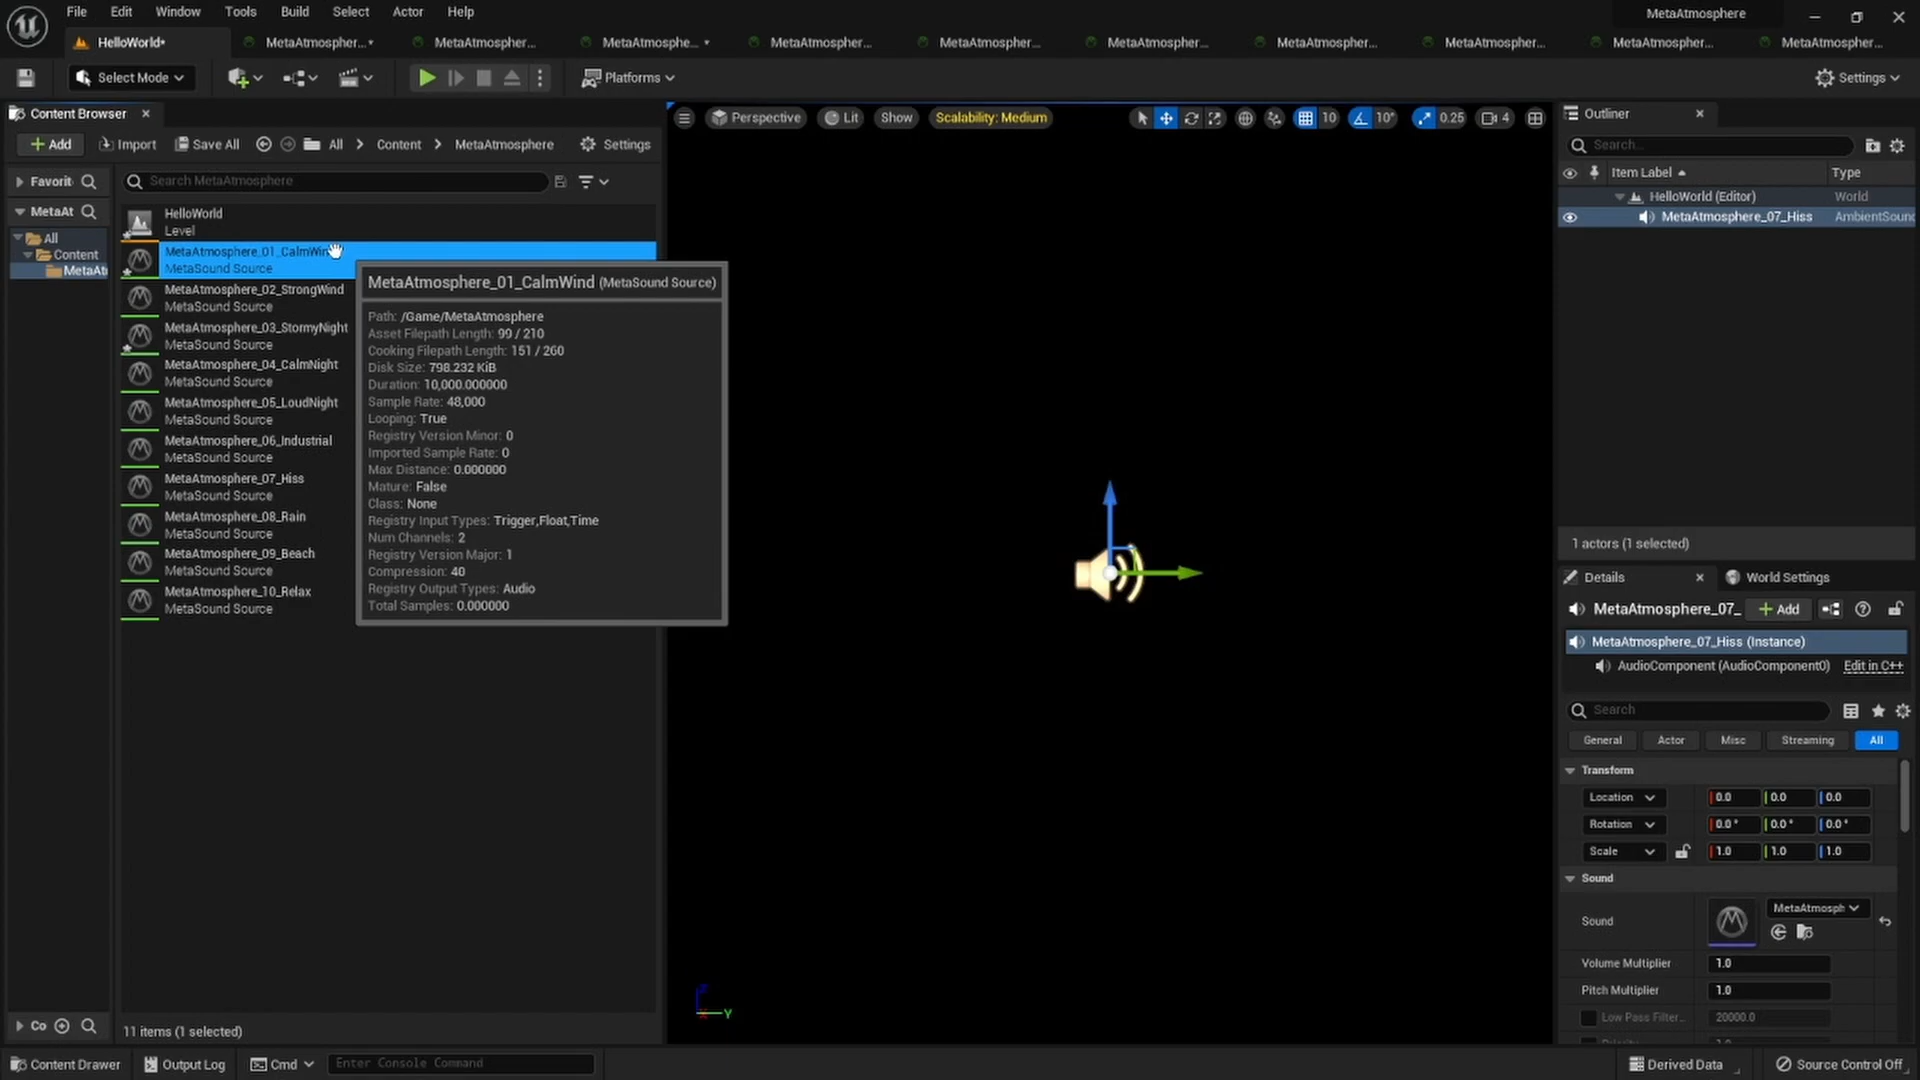 File Edit Window Tools Build Select Actor Help
MetaAtmosphere
HelloWorld•
MetaAtmospher...•
MetaAtmospher...
MetaAtmosphe... •
MetaAtmospher...
MetaAtmospher...
MetaAtmospher...
MetaAtmospher...
MetaAtmospher...
MetaAtmospher...
MetaAtmospher...
Select Mode
Platforms
Settings
Content Browser
Add
Import
Save All
All
Content
MetaAtmosphere
Settings
Favorit
Search MetaAtmosphere
MetaAt
All
Content
MetaAt
HelloWorld
Level
MetaAtmosphere_01_CalmWin
MetaSound Source
MetaAtmosphere_02_StrongWind
MetaSound Source
MetaAtmosphere_03_StormyNight
MetaSound Source
MetaAtmosphere_04_CalmNight
MetaSound Source
MetaAtmosphere_05_LoudNight
MetaSound Source
MetaAtmosphere_06_Industrial
MetaSound Source
MetaAtmosphere_07_Hiss
MetaSound Source
MetaAtmosphere_08_Rain
MetaSound Source
MetaAtmosphere_09_Beach
MetaSound Source
MetaAtmosphere_10_Relax
MetaSound Source
MetaAtmosphere_01_CalmWind (MetaSound Source)
Path: /Game/MetaAtmosphere
Asset Filepath Length: 99 / 210
Cooking Filepath Length: 151 / 260
Disk Size: 798.232 KiB
Duration: 10,000.000000
Sample Rate: 48,000
Looping: True
Registry Version Minor: 0
Imported Sample Rate: 0
Max Distance: 0.000000
Mature: False
Class: None
Registry Input Types: Trigger,Float,Time
Num Channels: 2
Registry Version Major: 1
Compression: 40
Registry Output Types: Audio
Total Samples: 0.000000
Co
11 items (1 selected)
Perspective
Lit
Show
Scalability: Medium
10
10°
0.25
4
Y
Outliner
Search...
Item Label
Type
HelloWorld (Editor)
World
MetaAtmosphere_07_Hiss
AmbientSound
1 actors (1 selected)
Details
World Settings
MetaAtmosphere_07_
Add
MetaAtmosphere_07_Hiss (Instance)
AudioComponent (AudioComponent0)
Edit in C++
Search
General
Actor
Misc
Streaming
All
Transform
Location 0.0 0.0 0.0
Rotation 0.0° 0.0° 0.0°
Scale 1.0 1.0 1.0
Sound
Sound
MetaAtmosph
Volume Multiplier 1.0
Pitch Multiplier 1.0
Low Pass Filter.. 20000.0
Content Drawer
Output Log
Cmd
Enter Console Command
Derived Data
Source Control Off